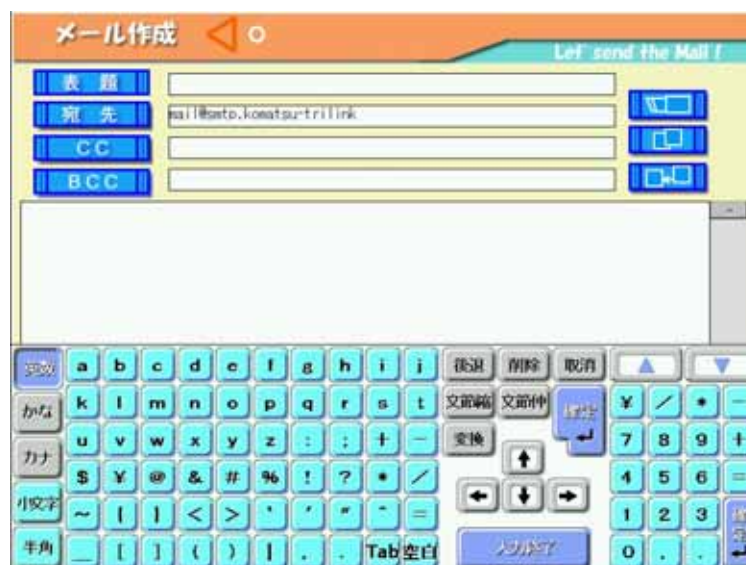 メール作成
Let send the Mail !
表 題
宛 先 mail@smtp.komatsu-trilink
CC
BCC
英数 a b c d e f g h i j 後退 削除 取消
かな k l m n o p q r s t 文節縮 文節伸 確定 ¥ / * -
カナ u v w x y z : ; + - 変換 7 8 9 +
小文字 $ ¥ @ & # % ! ? * / 4 5 6 =
~ { } < > ' " ^ = 1 2 3 確定
半角 _ [ ] ( ) | , . Tab 空白 入力終了 0 . ,